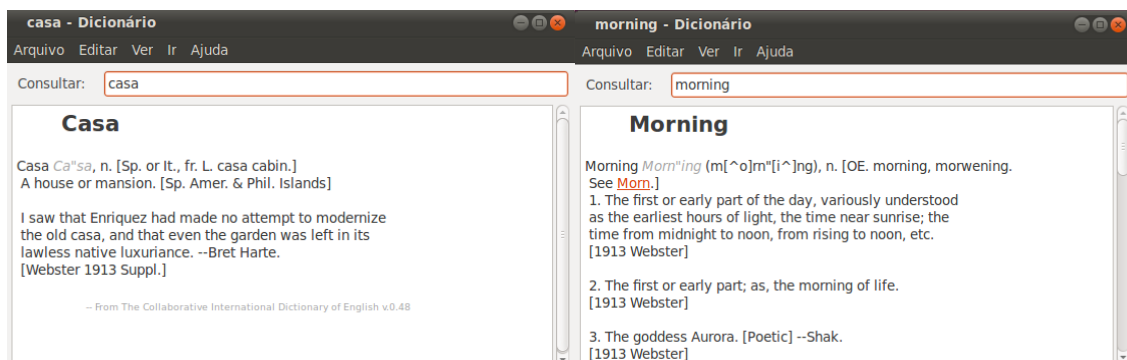 casa - Dicionário
Arquivo Editar Ver Ir Ajuda
Consultar: casa
Casa
Casa Ca"sa, n. [Sp. or It., fr. L. casa cabin.]
A house or mansion. [Sp. Amer. & Phil. Islands]
I saw that Enriquez had made no attempt to modernize
the old casa, and that even the garden was left in its
lawless native luxuriance. --Bret Harte.
[Webster 1913 Suppl.]
-- From The Collaborative International Dictionary of English v.0.48
morning - Dicionário
Arquivo Editar Ver Ir Ajuda
Consultar: morning
Morning
Morning Morn"ing (m[^o]rn"[i^]ng), n. [OE. morning, morwening.
See Morn.]
1. The first or early part of the day, variously understood
as the earliest hours of light, the time near sunrise; the
time from midnight to noon, from rising to noon, etc.
[1913 Webster]
2. The first or early part; as, the morning of life.
[1913 Webster]
3. The goddess Aurora. [Poetic] --Shak.
[1913 Webster]